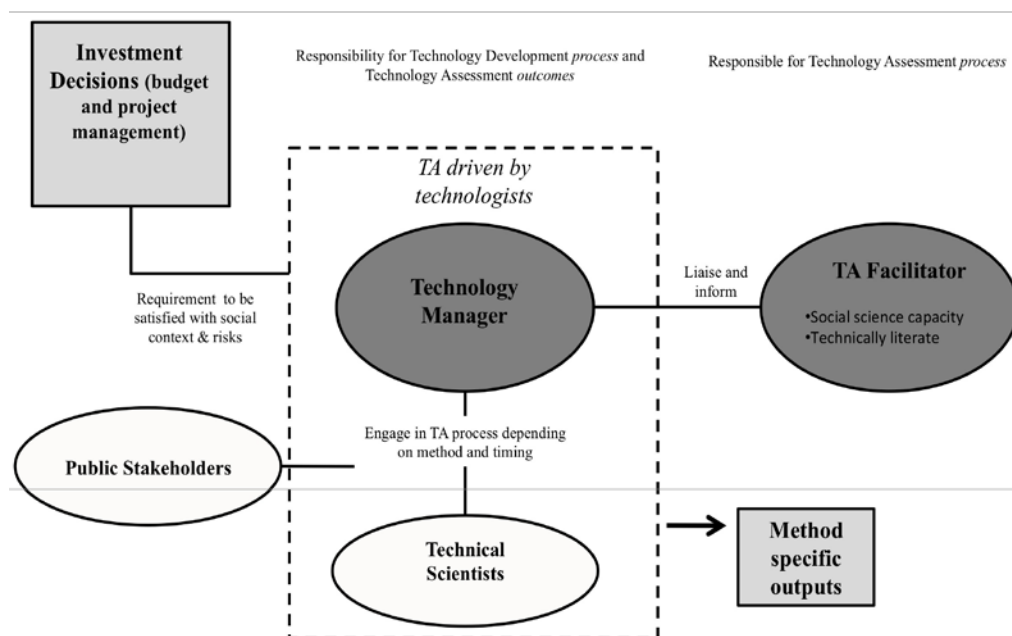 Investment
Decisions (budget
and project
management)
Responsibility for Technology Development process and
Technology Assessment outcomes
Responsible for Technology Assessment process
TA driven by
technologists
Technology
Manager
Liaise and
inform
TA Facilitator
•Social science capacity
•Technically literate
Requirement to be
satisfied with social
context & risks
Engage in TA process depending
on method and timing
Public Stakeholders
Technical
Scientists
Method
specific
outputs